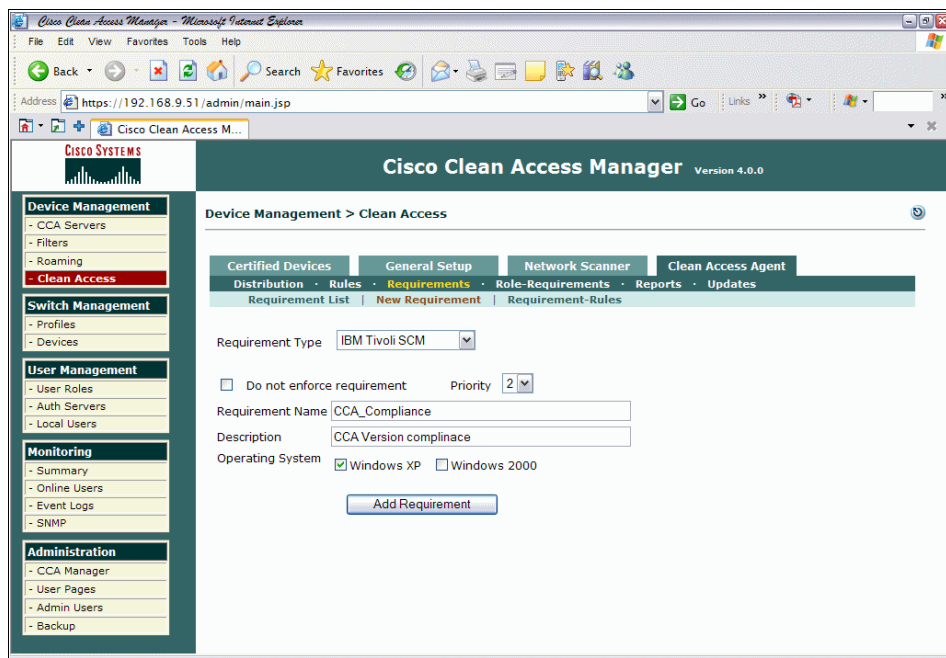 Cisco Clean Access Manager - Microsoft Internet Explorer
File Edit View Favorites Tools Help
Back Search Favorites
Address https://192.168.9.51/admin/main.jsp Go Links »
Cisco Clean Access M...
CISCO SYSTEMS
Cisco Clean Access Manager Version 4.0.0
Device Management
- CCA Servers
- Filters
- Roaming
- Clean Access
Switch Management
- Profiles
- Devices
User Management
- User Roles
- Auth Servers
- Local Users
Monitoring
- Summary
- Online Users
- Event Logs
- SNMP
Administration
- CCA Manager
- User Pages
- Admin Users
- Backup
Device Management > Clean Access
Certified Devices General Setup Network Scanner Clean Access Agent
Distribution · Rules · Requirements · Role-Requirements · Reports · Updates
Requirement List | New Requirement | Requirement-Rules
Requirement Type IBM Tivoli SCM
Do not enforce requirement Priority 2
Requirement Name CCA_Compliance
Description CCA Version complinace
Operating System Windows XP Windows 2000
Add Requirement